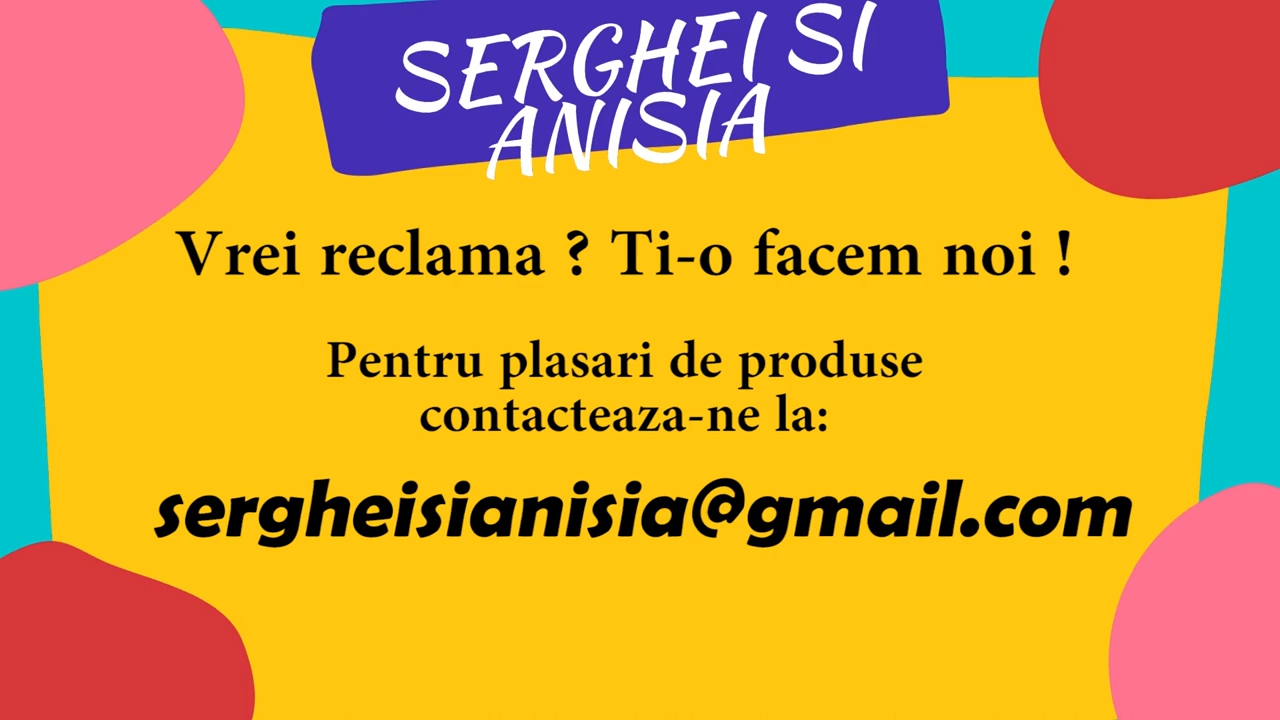 SERGHEI SI
ANISIA
Vrei reclama ? Ti-o facem noi !
Pentru plasari de produse
contacteaza-ne la:
sergheisianisia@gmail.com